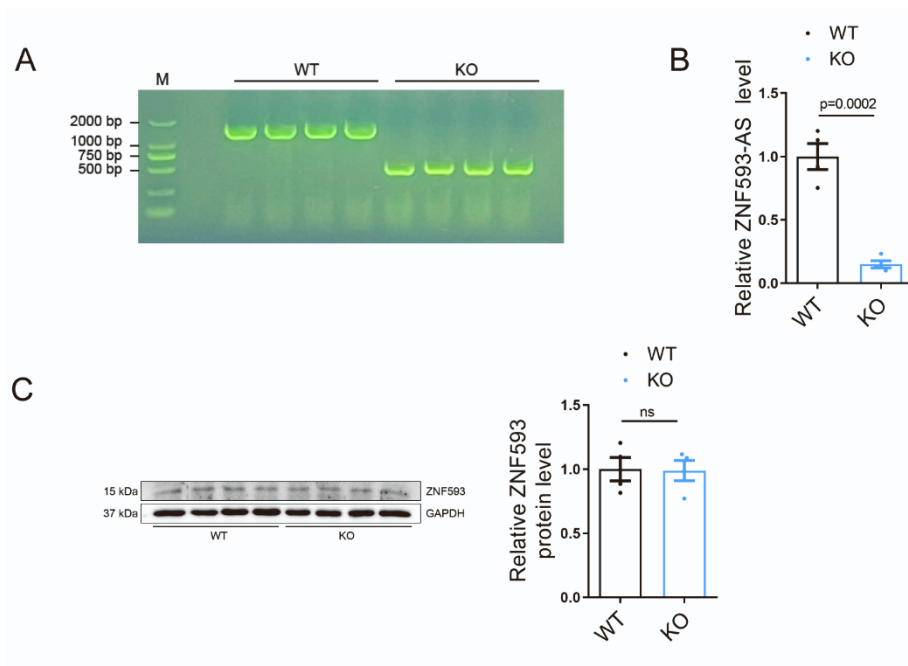 A
M
WT
KO
2000 bp
1000 bp
750 bp
500 bp
B
WT
KO
Relative ZNF593-AS level
p=0.0002
1.5
1.0
0.5
0.0
WT
KO
C
15 kDa
ZNF593
37 kDa
GAPDH
WT
KO
WT
KO
Relative ZNF593
protein level
ns
1.5
1.0
0.5
0.0
WT
KO